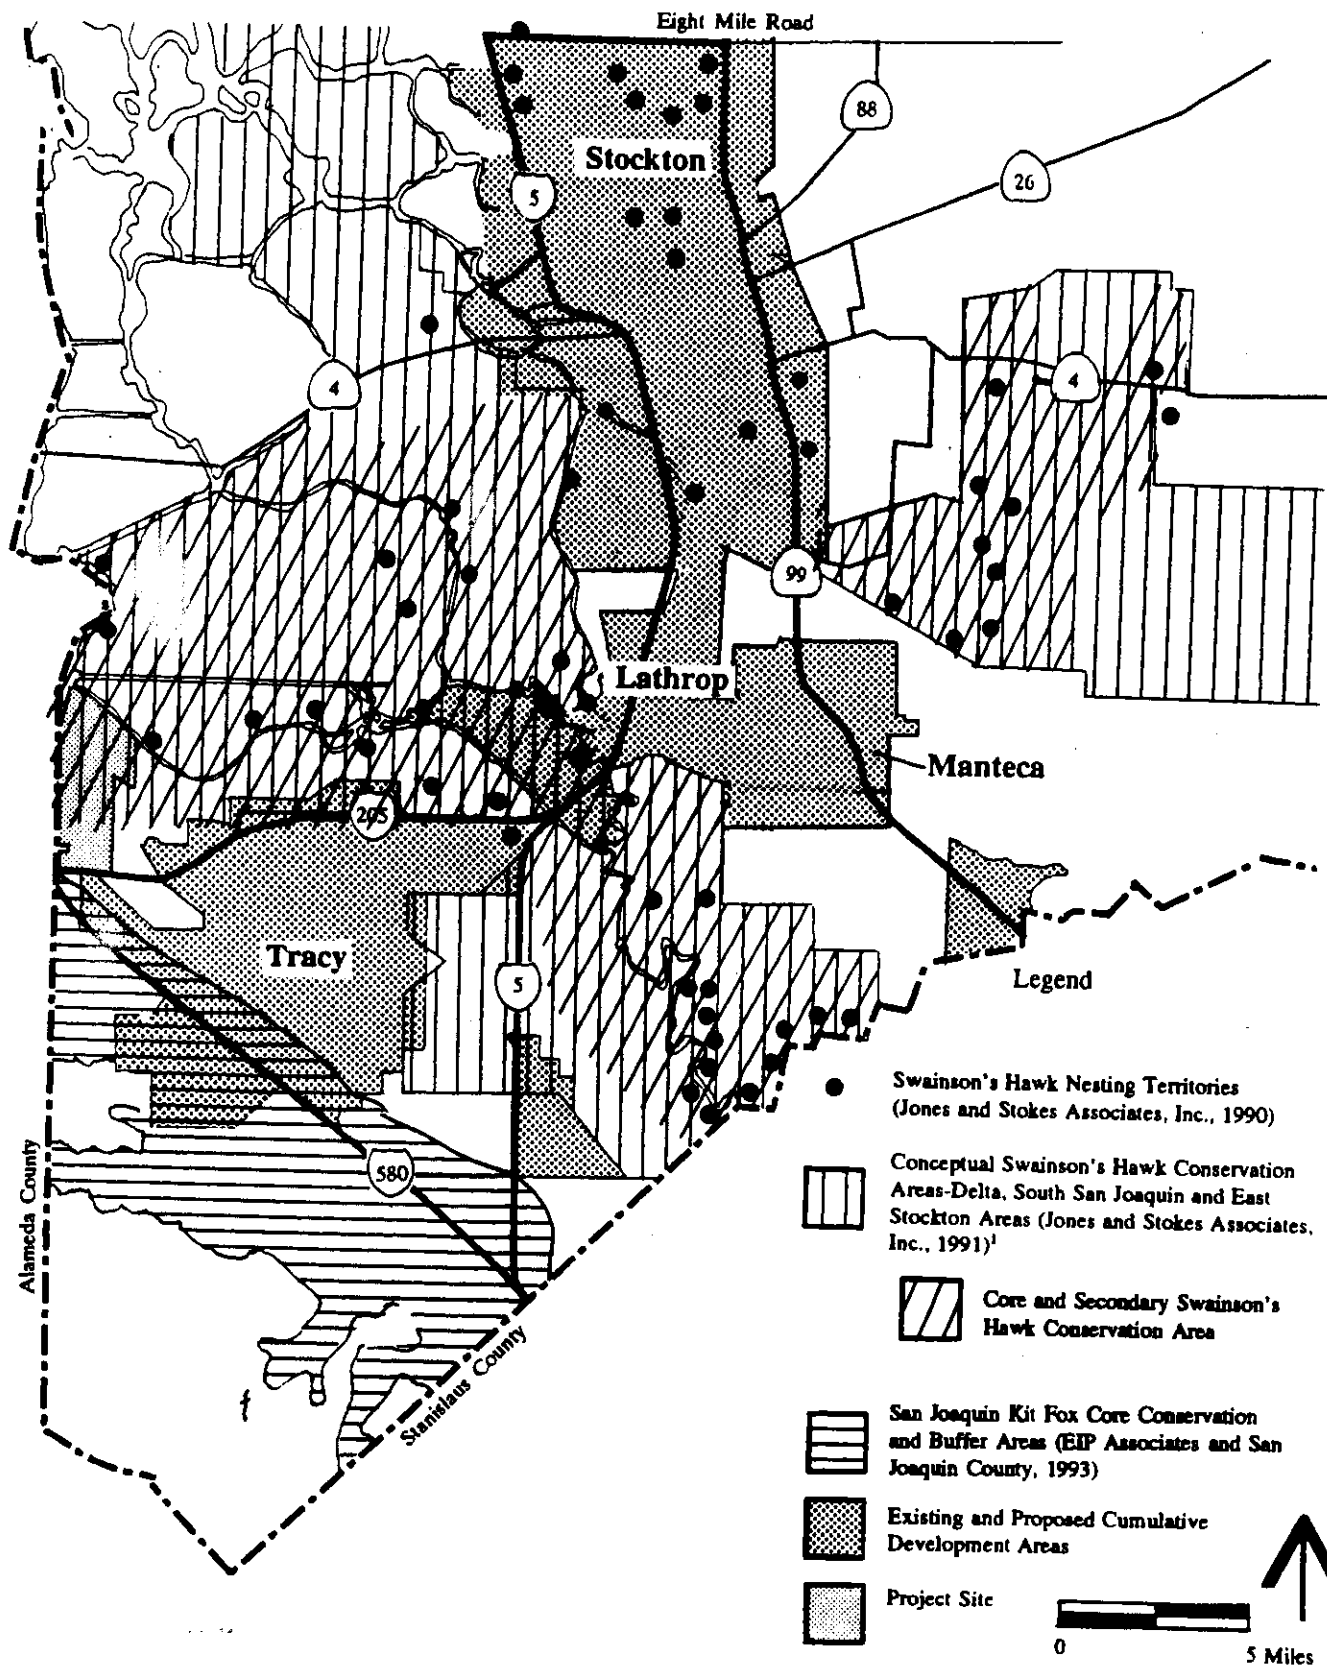 Eight Mile Road
88
Stockton
26
5
4
4
99
Lathrop
Manteca
205
Tracy
5
Legend
Swainson's Hawk Nesting Territories
(Jones and Stokes Associates, Inc., 1990)
Conceptual Swainson's Hawk Conservation
Areas-Delta, South San Joaquin and East
Stockton Areas (Jones and Stokes Associates,
Inc., 1991)¹
580
Alameda County
Core and Secondary Swainson's
Hawk Conservation Area
Stanislaus County
San Joaquin Kit Fox Core Conservation
and Buffer Areas (EIP Associates and San
Joaquin County, 1993)
Existing and Proposed Cumulative
Development Areas
Project Site
0
5 Miles